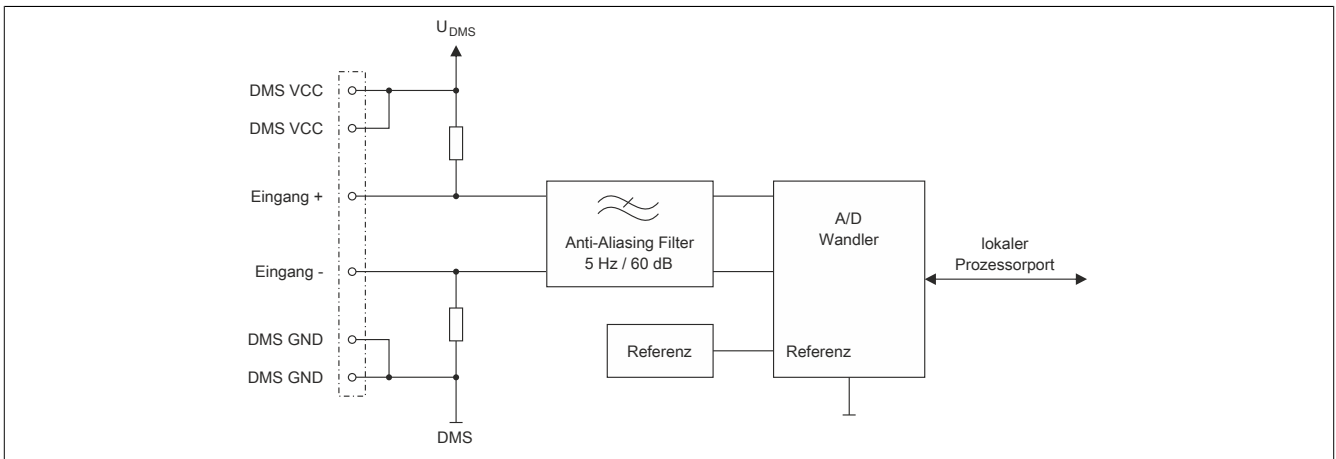 UDMS
DMS VCC
DMS VCC
Eingang +
Eingang -
DMS GND
DMS GND
DMS
Anti-Aliasing Filter
5 Hz / 60 dB
Referenz
A/D
Wandler
Referenz
lokaler
Prozessorport